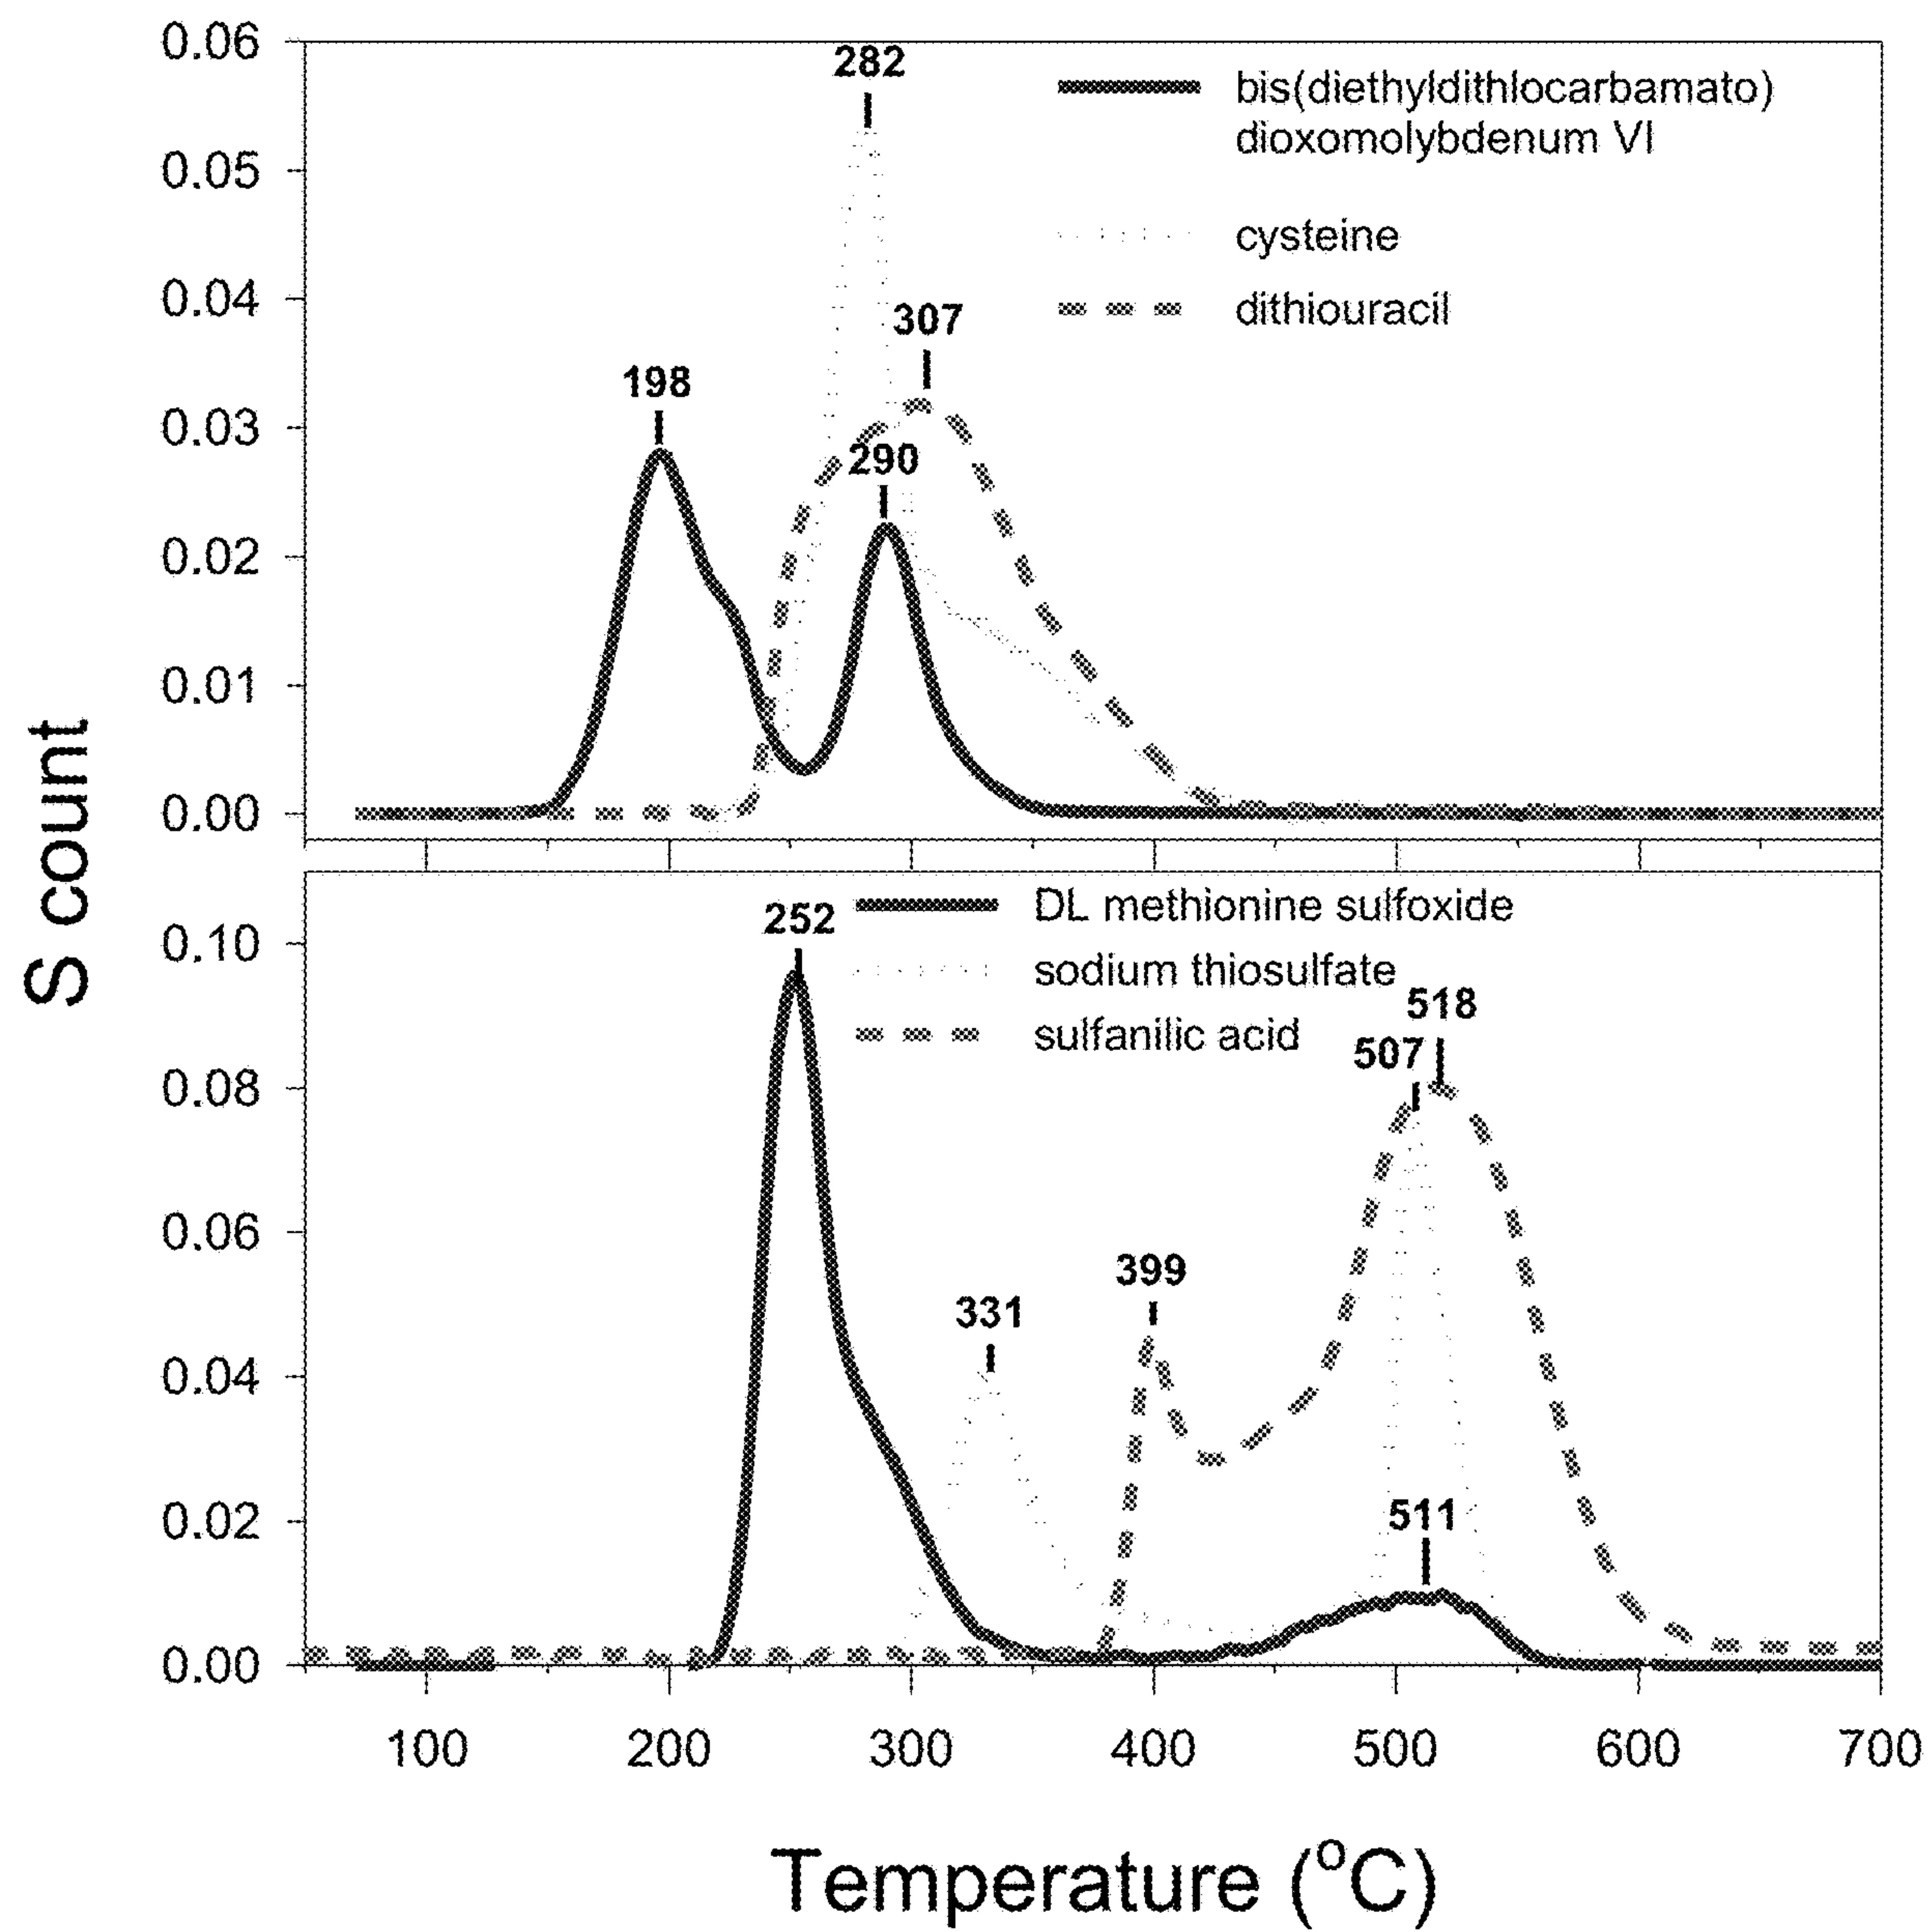 0.06
282
bis(diethyldithlocarbamato)
dioxomolybdenum VI
0.05
cysteine
0.04
307
dithiouracil
198
0.03
290
0.02
0.01
0.00
S count
252
DL methionine sulfoxide
0.10
sodium thiosulfate
518
sulfanilic acid
507
0.08
0.06
399
331
0.04
511
0.02
0.00
100 200 300 400 500 600 700
Temperature (°C)